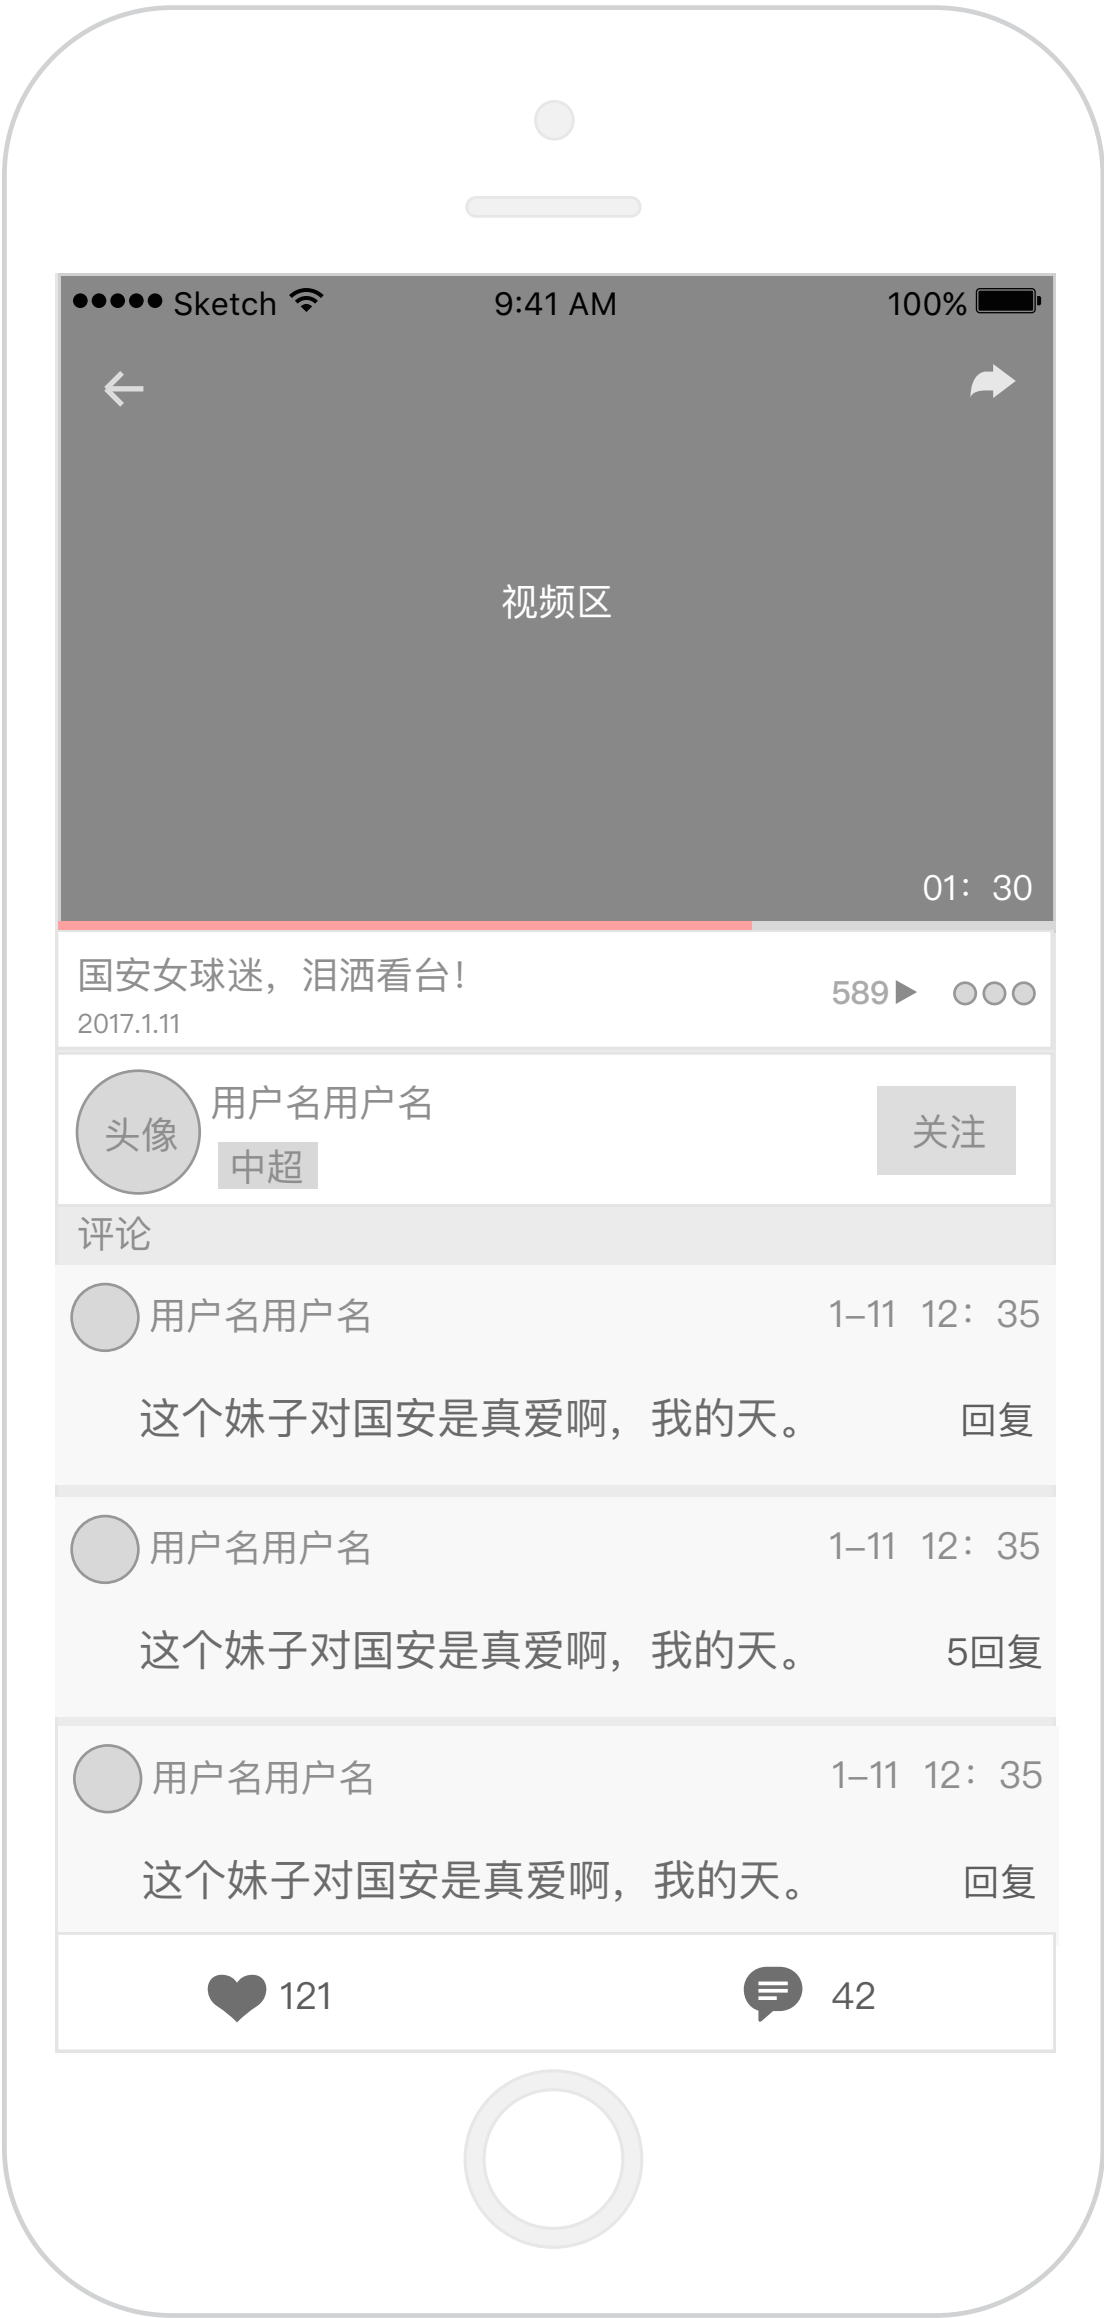 Sketch 9:41 AM 100%
视频区
01：30
国安女球迷，泪洒看台！
589
2017.1.11
头像
用户名用户名
中超
关注
评论
用户名用户名 1–11 12：35
这个妹子对国安是真爱啊，我的天。 回复
用户名用户名 1–11 12：35
这个妹子对国安是真爱啊，我的天。 5回复
用户名用户名 1–11 12：35
这个妹子对国安是真爱啊，我的天。 回复
121 42